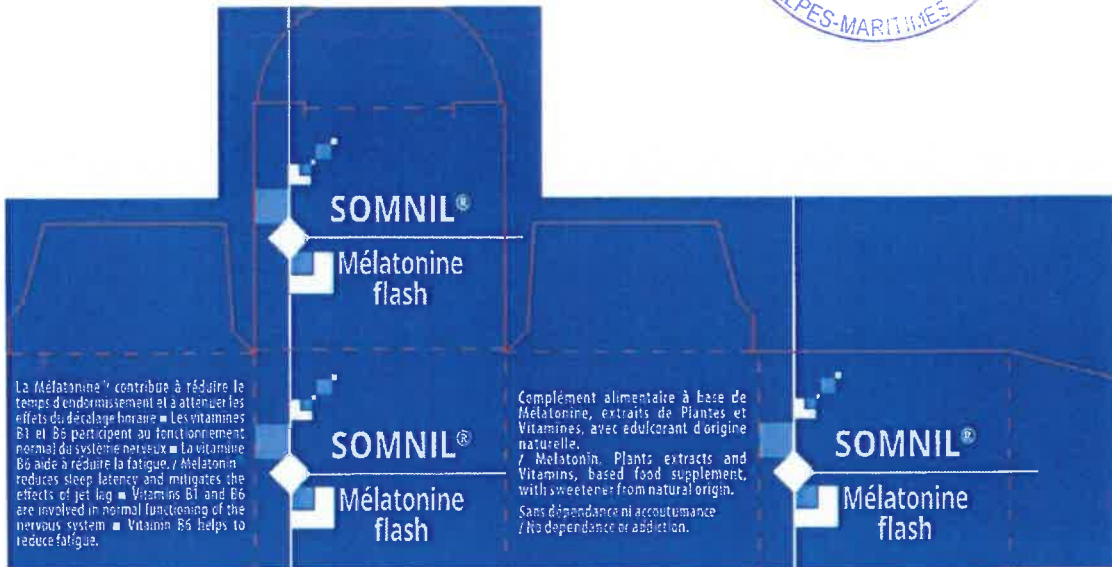 LPES-MARITIMES
SOMNIL®
Mélatonine
flash
La Mélatonine contribue à réduire le
temps d'endormissement et à attenuer les
effets du décalage horaire ■ Les vitamines
B1 et B6 participent au fonctionnement
normal du système nerveux ■ La vitamine
B6 aide à réduire la fatigue. / Melatonin
reduces sleep latency and mitigates the
effects of jet lag ■ Vitamins B1 and B6
are involved in normal functioning of the
nervous system ■ Vitamin B6 helps to
reduce fatigue.
SOMNIL®
Mélatonine
flash
Complément alimentaire à base de
Mélatonine, extraits de Plantes et
Vitamines, avec edulcorant d'origine
naturelle.
/ Melatonin, Plants extracts and
Vitamins, based food supplement,
with sweetener from natural origin.
Sans dépendance ni accoutumance
/ No dependance or addiction.
SOMNIL®
Mélatonine
flash